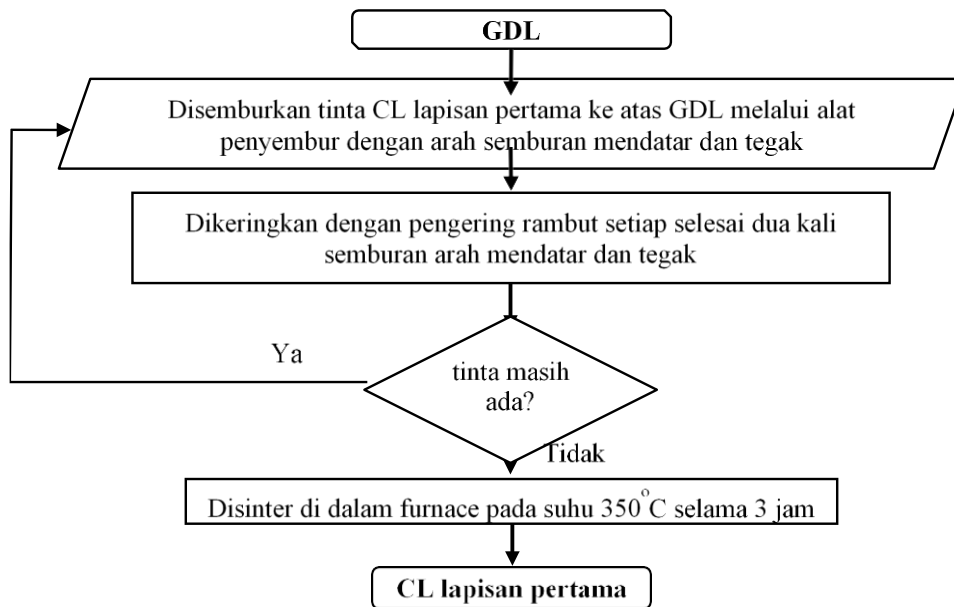 GDL
Disemburkan tinta CL lapisan pertama ke atas GDL melalui alat
penyembur dengan arah semburan mendatar dan tegak
Dikeringkan dengan pengering rambut setiap selesai dua kali
semburan arah mendatar dan tegak
Ya
tinta masih
ada?
Tidak
Disinter di dalam furnace pada suhu 350°C selama 3 jam
CL lapisan pertama